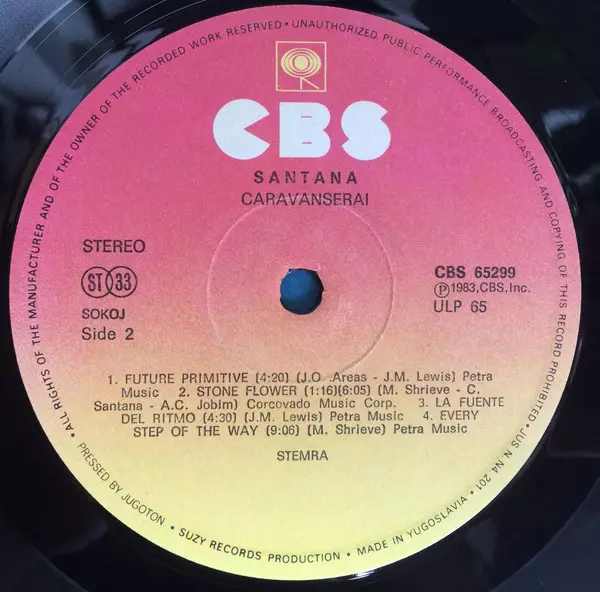 ALL RIGHTS OF THE MANUFACTURER AND OF THE OWNER OF THE RECORDED WORK RESERVED • UNAUTHORIZED PUBLIC PERFORMANCE BROADCASTING AND COPYING OF THIS RECORD PROHIBITED •
CBS
SANTANA
CARAVANSERAI
STEREO
ST 33
SOKOJ
Side 2
CBS 65299
Ⓟ 1983, CBS, Inc.
ULP 65
1. FUTURE PRIMITIVE (4:20) (J.O .Areas - J.M. Lewis) Petra
Music 2. STONE FLOWER (1:16)(6:05) (M. Shrieve - C.
Santana - A.C. Jobim) Corcovado Music Corp. 3. LA FUENTE
DEL RITMO (4:30) (J.M. Lewis) Petra Music 4. EVERY
STEP OF THE WAY (9:06) (M. Shrieve) Petra Music
STEMRA
PRESSED BY JUGOTON • SUZY RECORDS PRODUCTION • MADE IN YUGOSLAVIA • JUS N N4 201